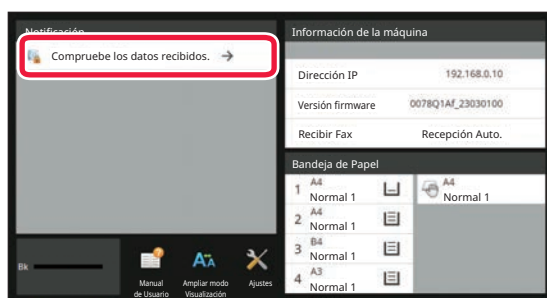 Notificación
Compruebe los datos recibidos. →
Información de la máquina
Dirección IP 192.168.0.10
Versión firmware 0078Q1Af_23030100
Recibir Fax Recepción Auto.
Bandeja de Papel
1 A4
Normal 1
A4
Normal 1
2 A4
Normal 1
3 B4
Normal 1
4 A3
Normal 1
Bk
Manual
de Usuario
Ampliar modo
Visualización
Ajustes